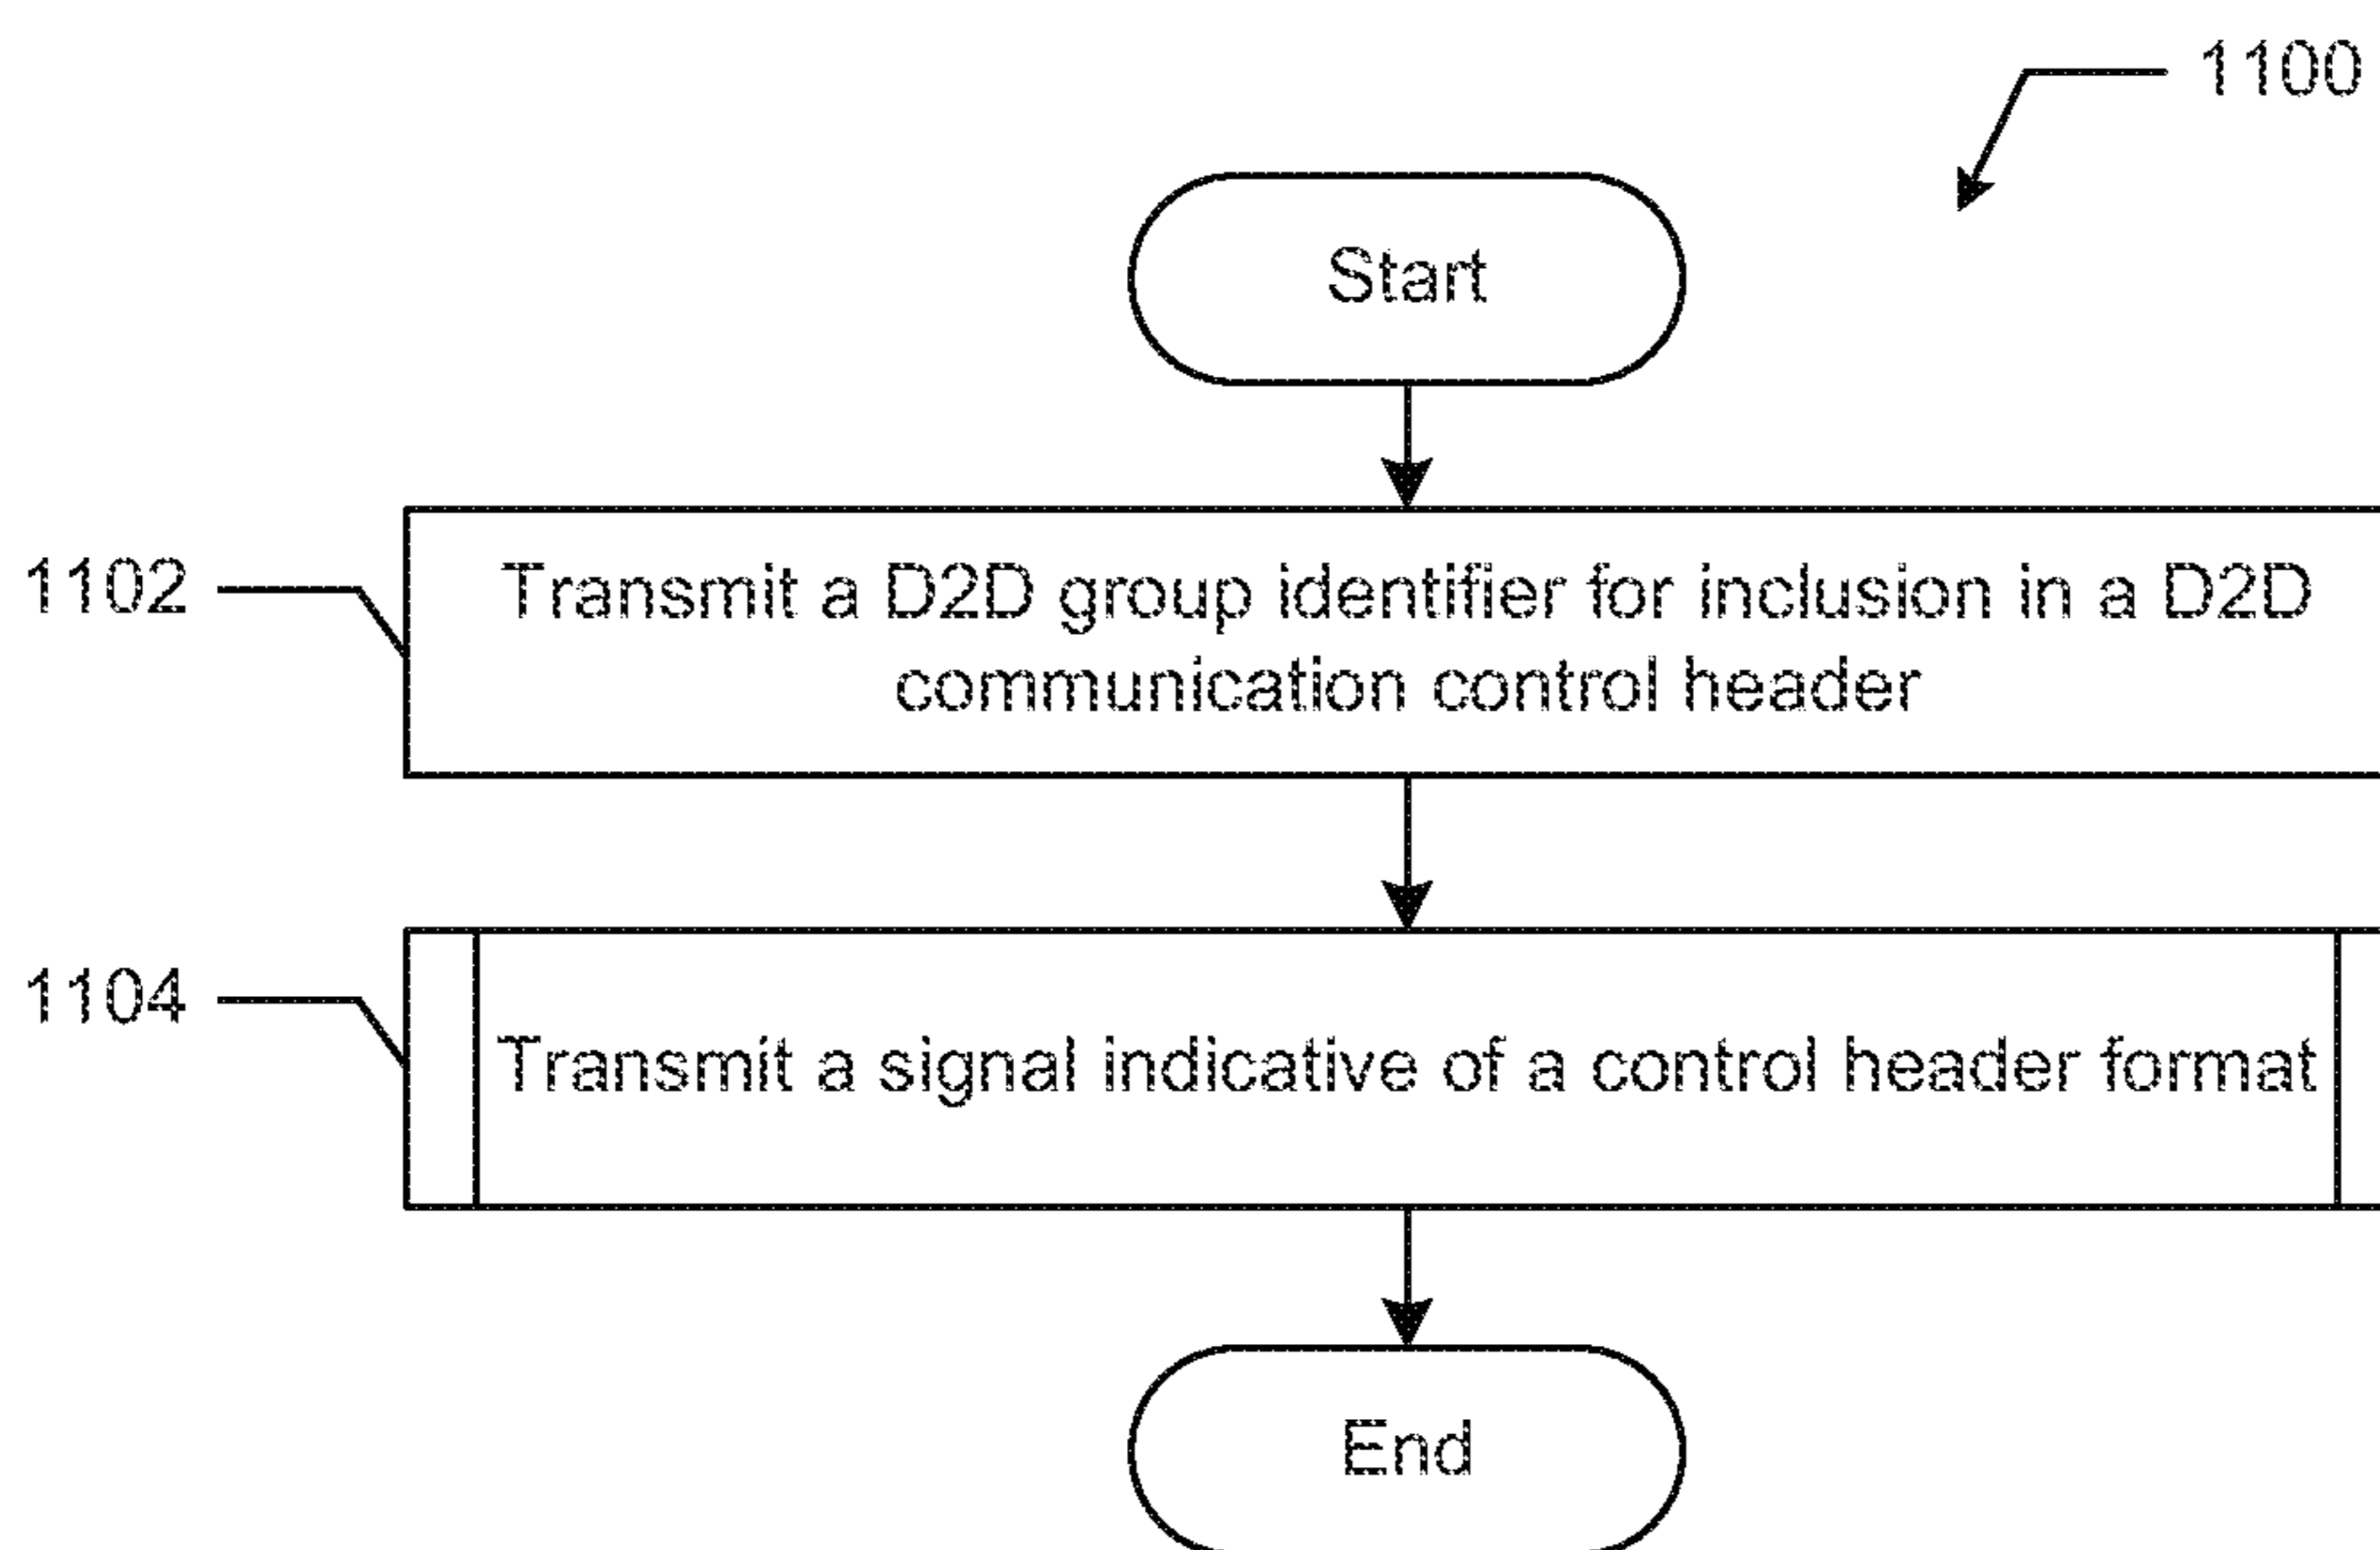 1100
Start
1102
Transmit a D2D group identifier for inclusion in a D2D
communication control header
1104
Transmit a signal indicative of a control header format
End